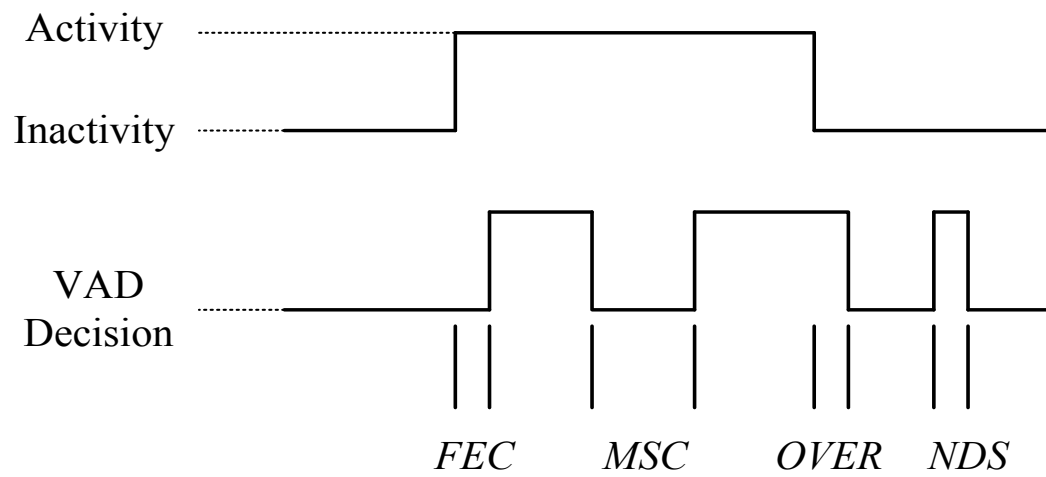 Activity
Inactivity
VAD
Decision
FEC MSC OVER NDS